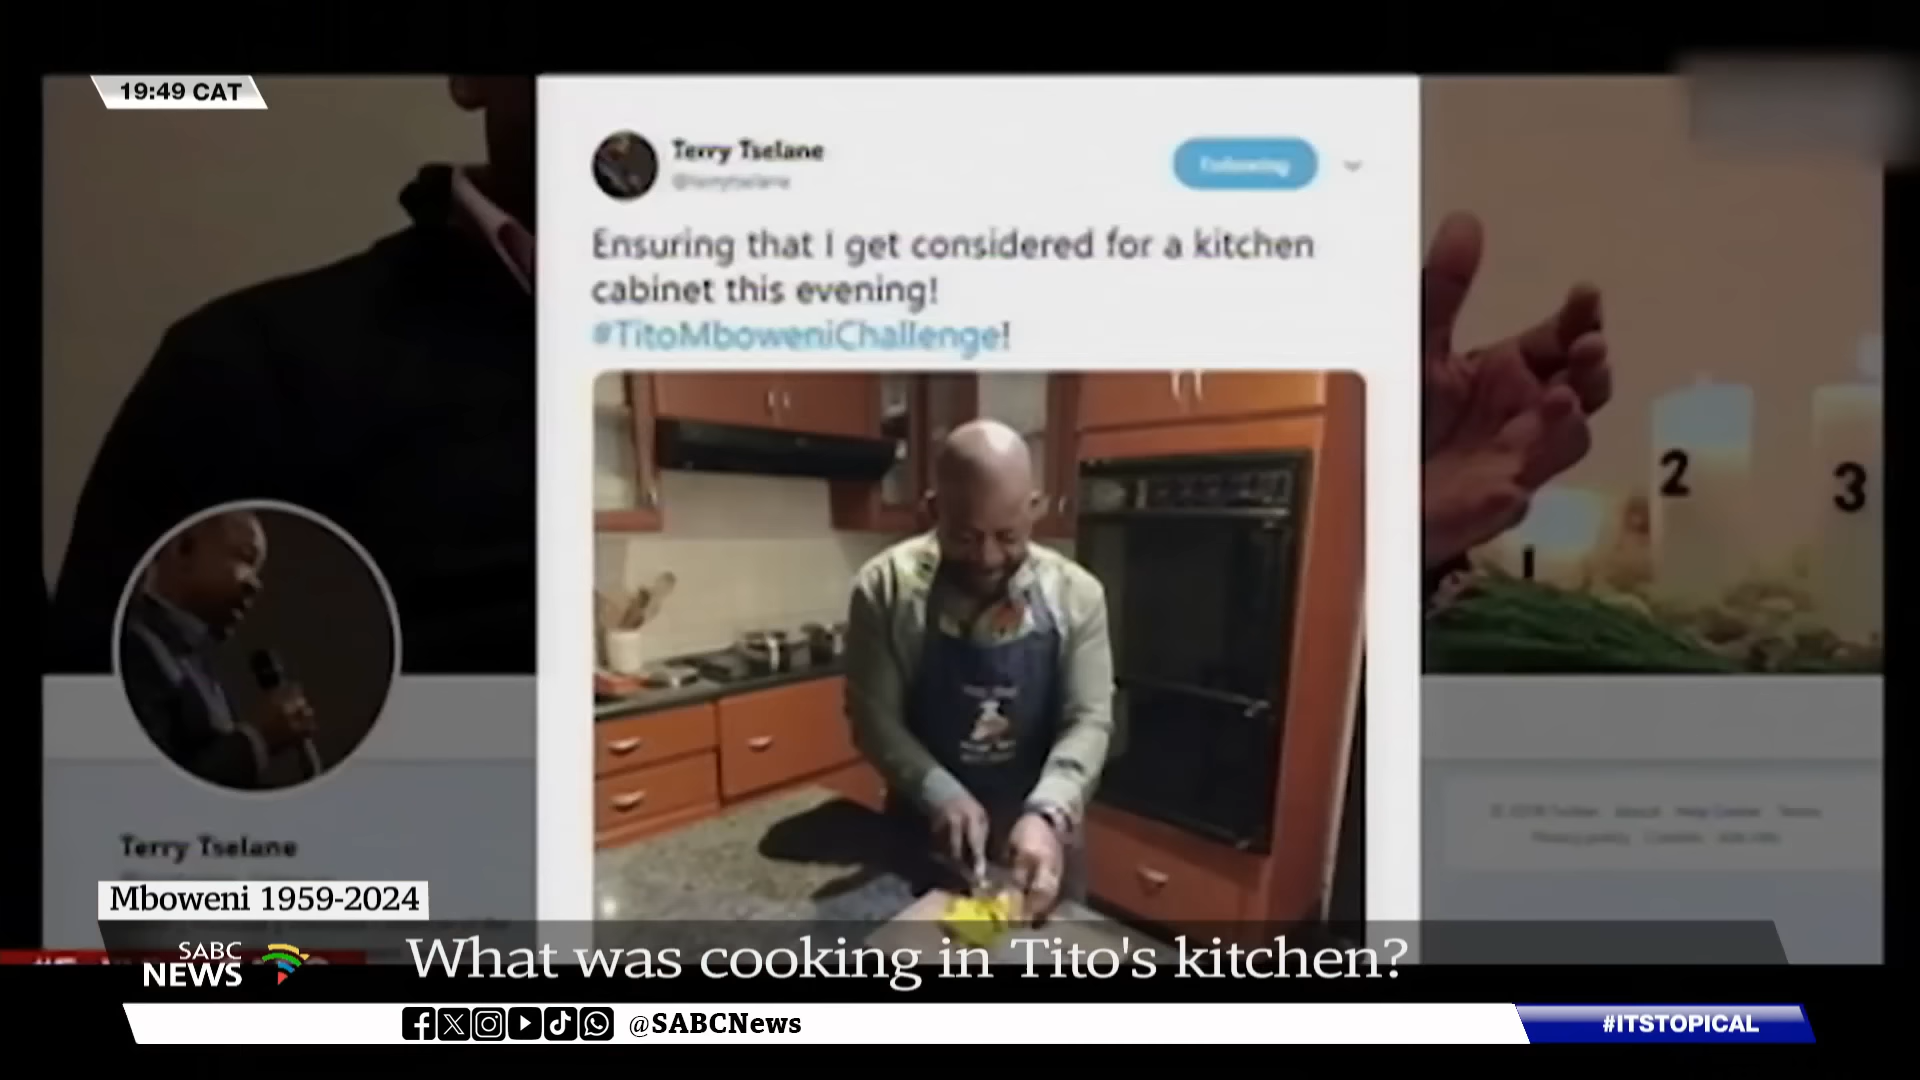 19:49 CAT
Terry Tselane
Following
Ensuring that I get considered for a kitchen
cabinet this evening!
#TitoMboweniChallenge!
2
3
Terry Tselane
Mboweni 1959-2024
SABC
NEWS
What was cooking in Tito's kitchen?
@SABCNews
#ITSTOPICAL